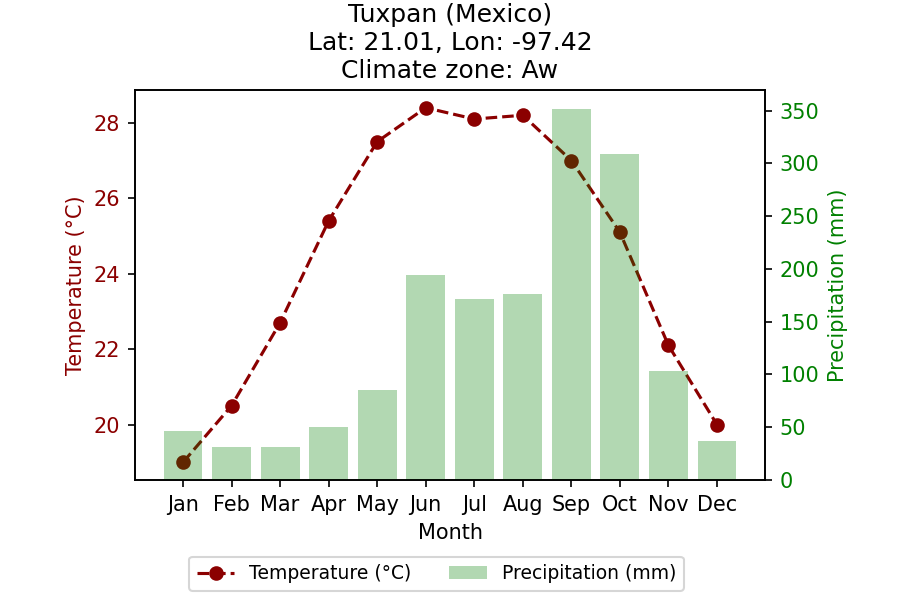 Tuxpan (Mexico)
Lat: 21.01, Lon: -97.42
Climate zone: Aw
28
26
24
22
20
Temperature (°C)
350
300
250
200
150
100
50
0
Precipitation (mm)
Jan Feb Mar Apr May Jun Jul Aug Sep Oct Nov Dec
Month
Temperature (°C) Precipitation (mm)